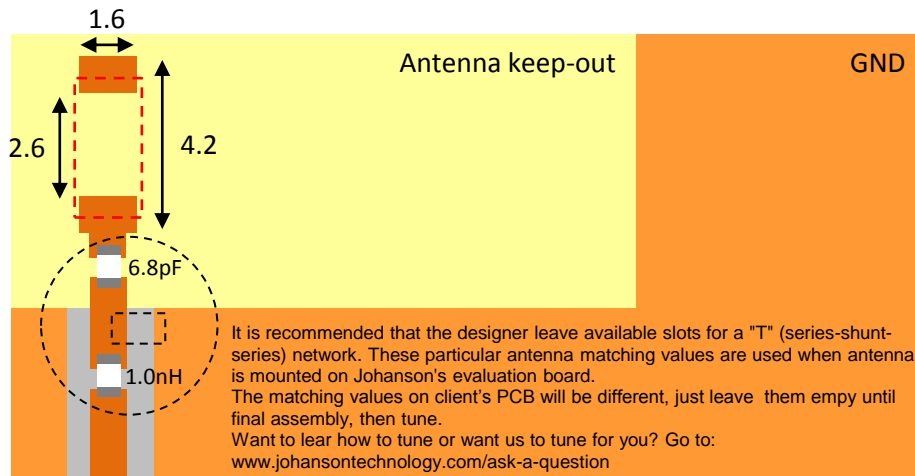 1.6
Antenna keep-out
GND
2.6
4.2
6.8pF
1.0nH
It is recommended that the designer leave available slots for a "T" (series-shunt-
series) network. These particular antenna matching values are used when antenna
is mounted on Johanson's evaluation board.
The matching values on client's PCB will be different, just leave  them empy until
final assembly, then tune.
Want to lear how to tune or want us to tune for you? Go to:
www.johansontechnology.com/ask-a-question